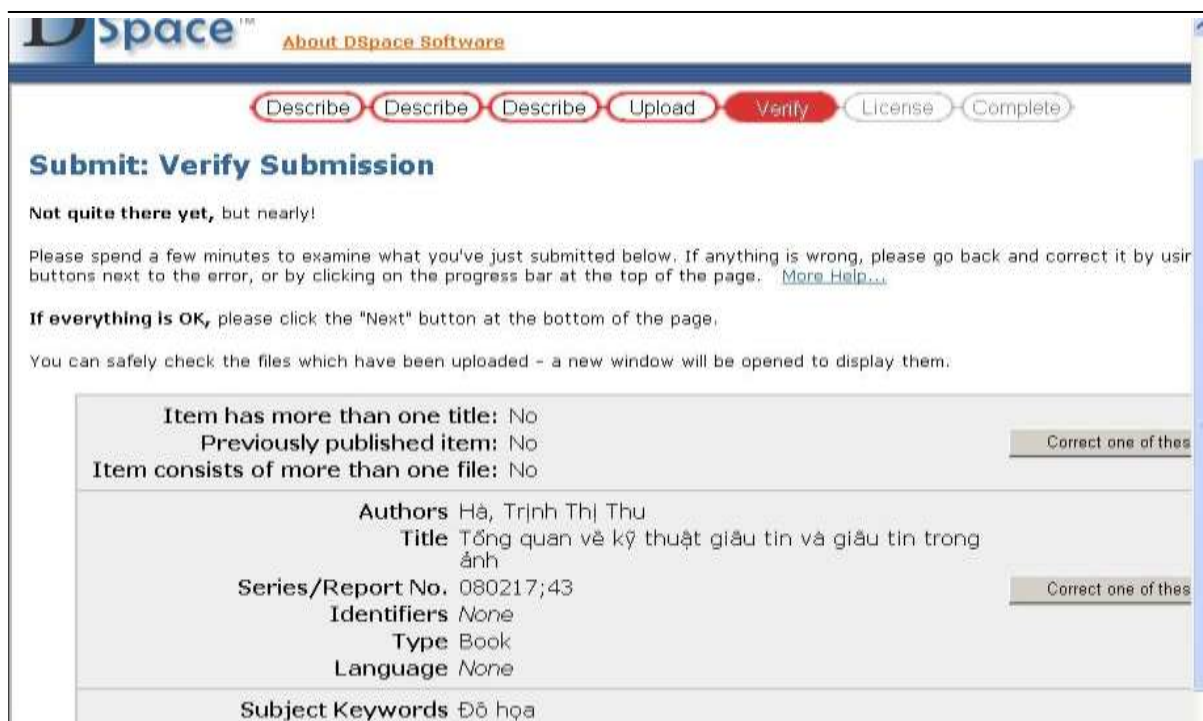 DSpace™ About DSpace Software
Describe Describe Describe Upload Verify License Complete
Submit: Verify Submission
Not quite there yet, but nearly!
Please spend a few minutes to examine what you've just submitted below. If anything is wrong, please go back and correct it by usin
buttons next to the error, or by clicking on the progress bar at the top of the page. More Help...
If everything is OK, please click the "Next" button at the bottom of the page.
You can safely check the files which have been uploaded - a new window will be opened to display them.
Item has more than one title: No
Previously published item: No
Correct one of thes
Item consists of more than one file: No
Authors Hà, Trịnh Thị Thu
Title Tổng quan về kỹ thuật giấu tin và giấu tin trong
ảnh
Series/Report No. 080217;43
Correct one of thes
Identifiers None
Type Book
Language None
Subject Keywords Đồ họa